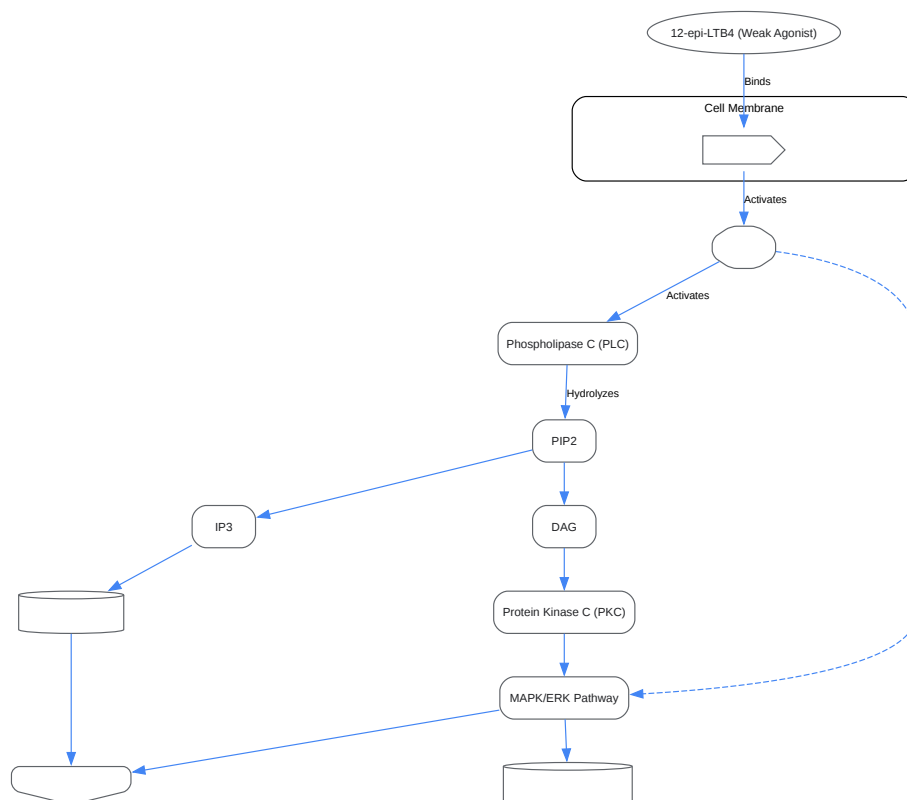 12-epi-LTB4 (Weak Agonist)
Binds
Cell Membrane
Activates
Activates
Phospholipase C (PLC)
Hydrolyzes
PIP2
IP3
DAG
Protein Kinase C (PKC)
MAPK/ERK Pathway